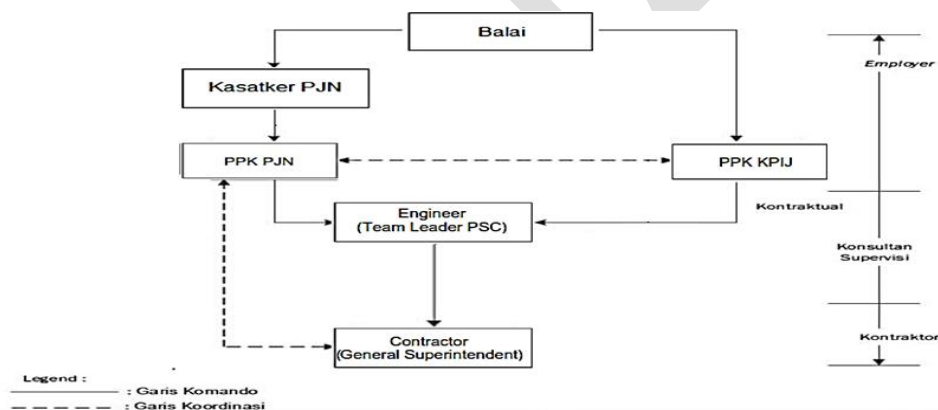 Balai
Employer
Kasatker PJN
PPK PJN
PPK KPIJ
Kontraktual
Engineer
(Team Leader PSC)
Konsultan
Supervisi
Contractor
(General Superintendent)
Kontraktor
Legend :
: Garis Komando
: Garis Koordinasi